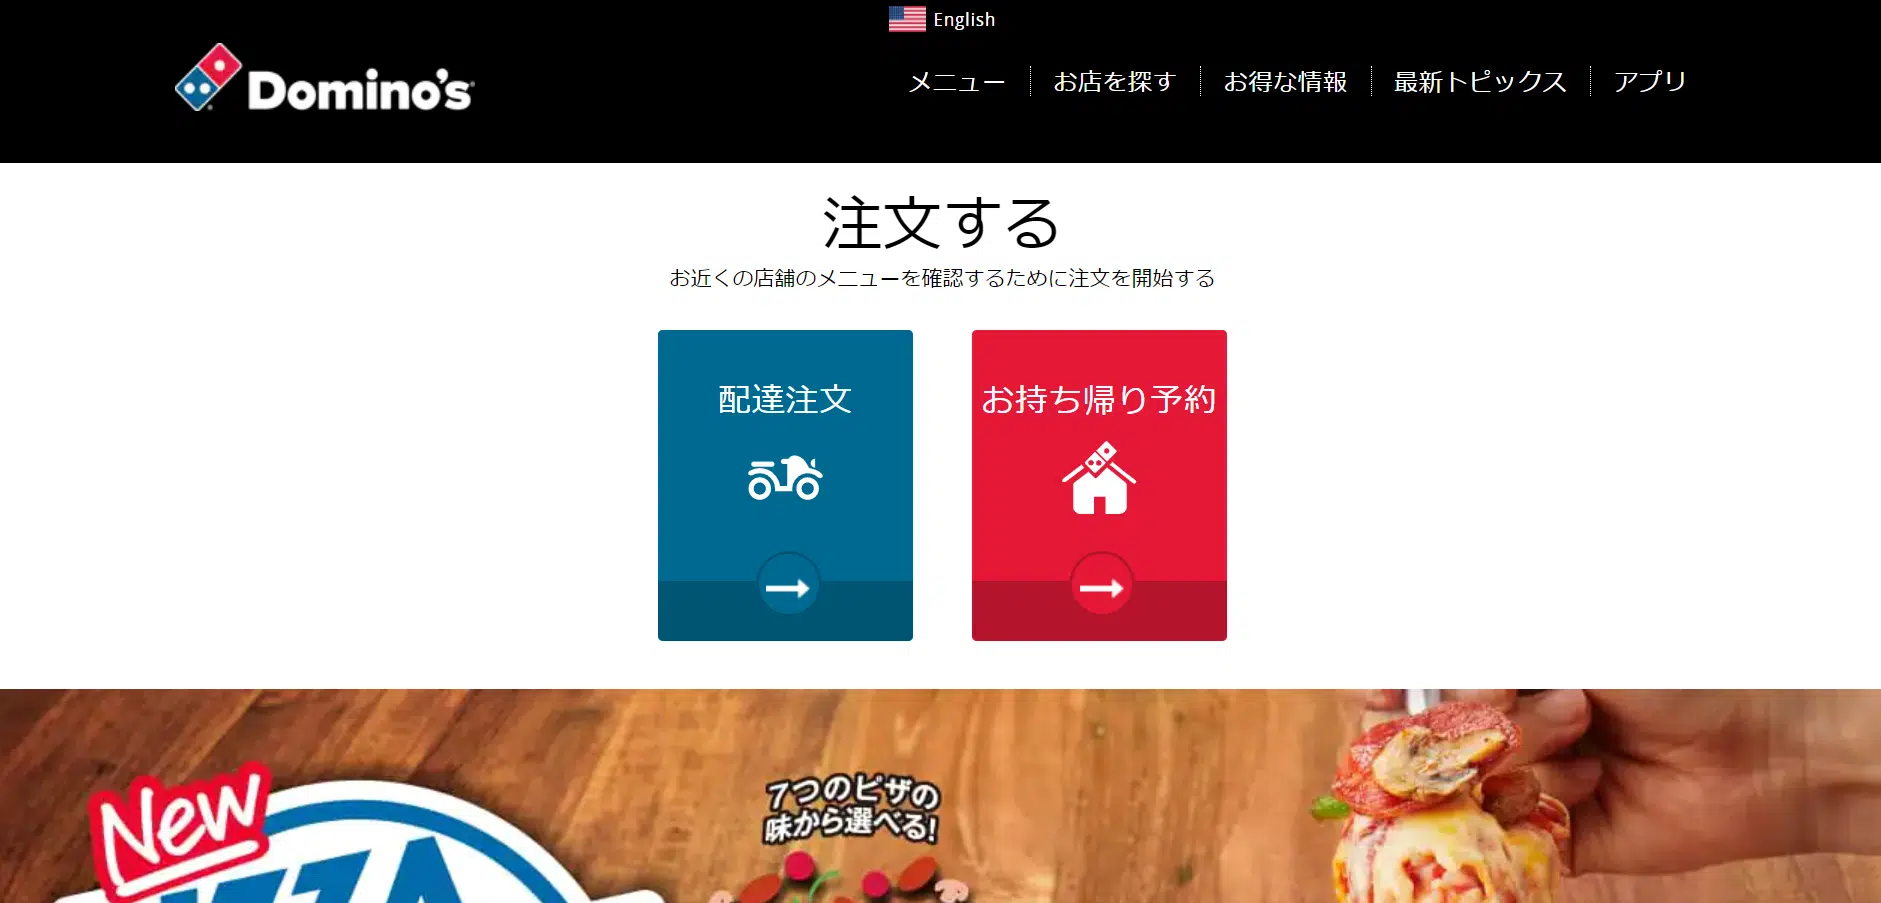 English
Domino's
メニュー
お店を探す
お得な情報
最新トピックス
アプリ
注文する
お近くの店舗のメニューを確認するために注文を開始する
配達注文
お持ち帰り予約
New
7つのピザの
味から選べる!